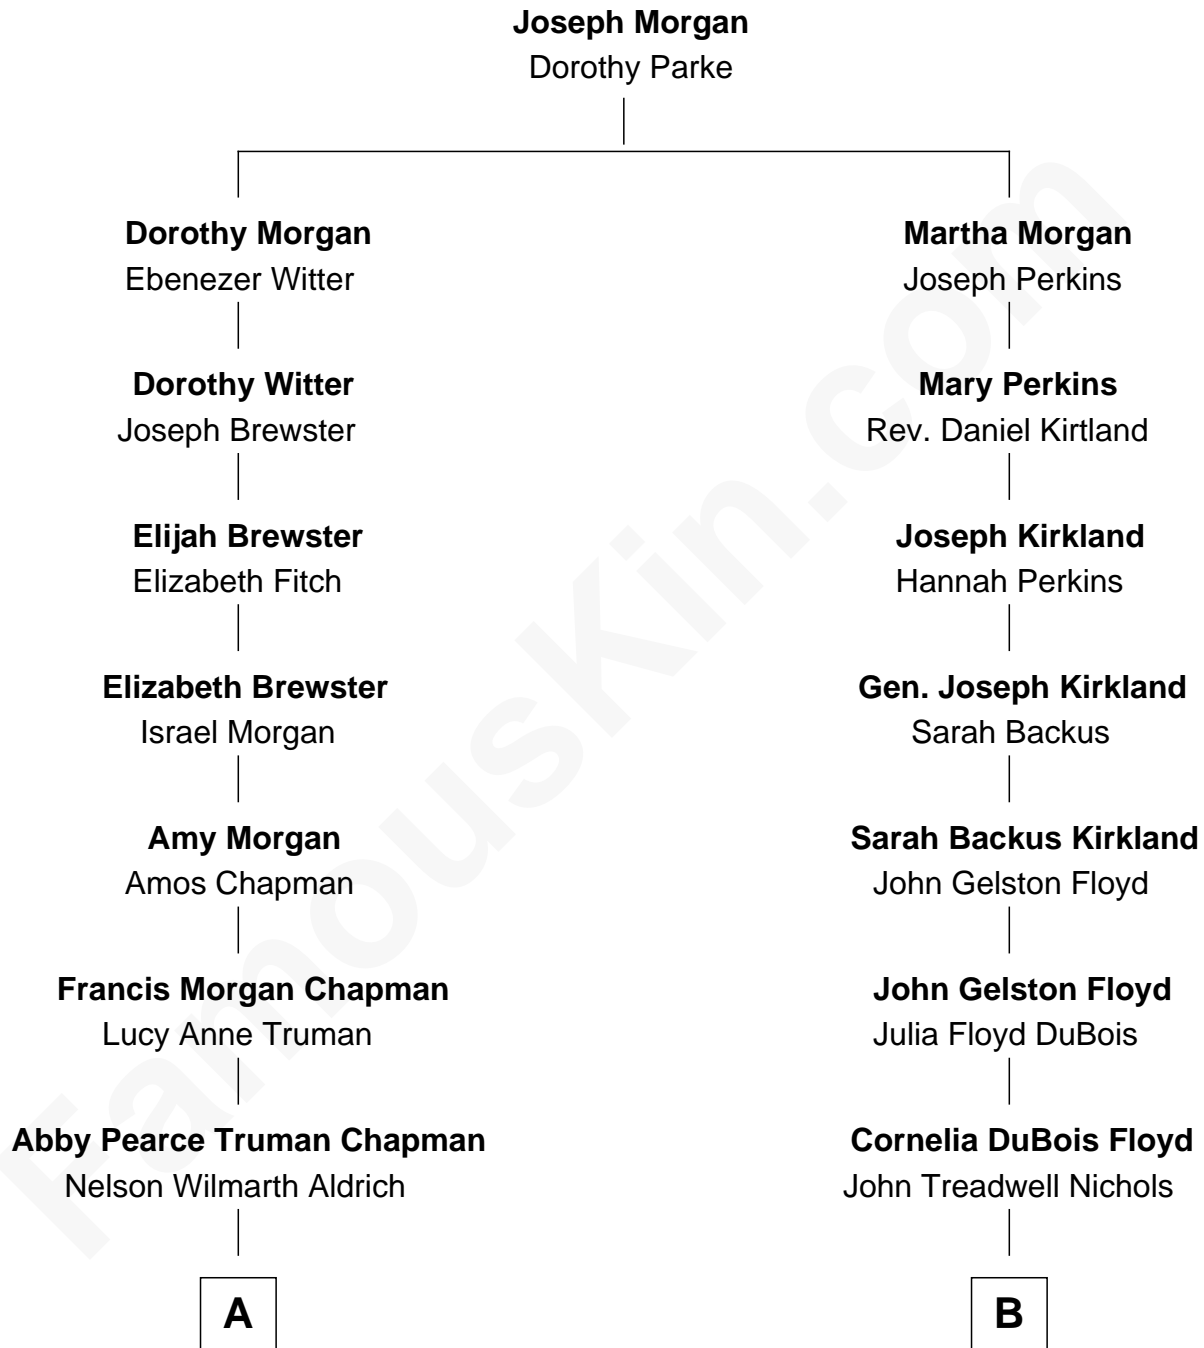 Joseph Morgan
Dorothy Parke
Dorothy Morgan
Ebenezer Witter
Martha Morgan
Joseph Perkins
Dorothy Witter
Joseph Brewster
Mary Perkins
Rev. Daniel Kirtland
Elijah Brewster
Elizabeth Fitch
Joseph Kirkland
Hannah Perkins
Elizabeth Brewster
Israel Morgan
Gen. Joseph Kirkland
Sarah Backus
Amy Morgan
Amos Chapman
Sarah Backus Kirkland
John Gelston Floyd
Francis Morgan Chapman
Lucy Anne Truman
John Gelston Floyd
Julia Floyd DuBois
Abby Pearce Truman Chapman
Nelson Wilmarth Aldrich
Cornelia DuBois Floyd
John Treadwell Nichols
A
B
FamousKin.com